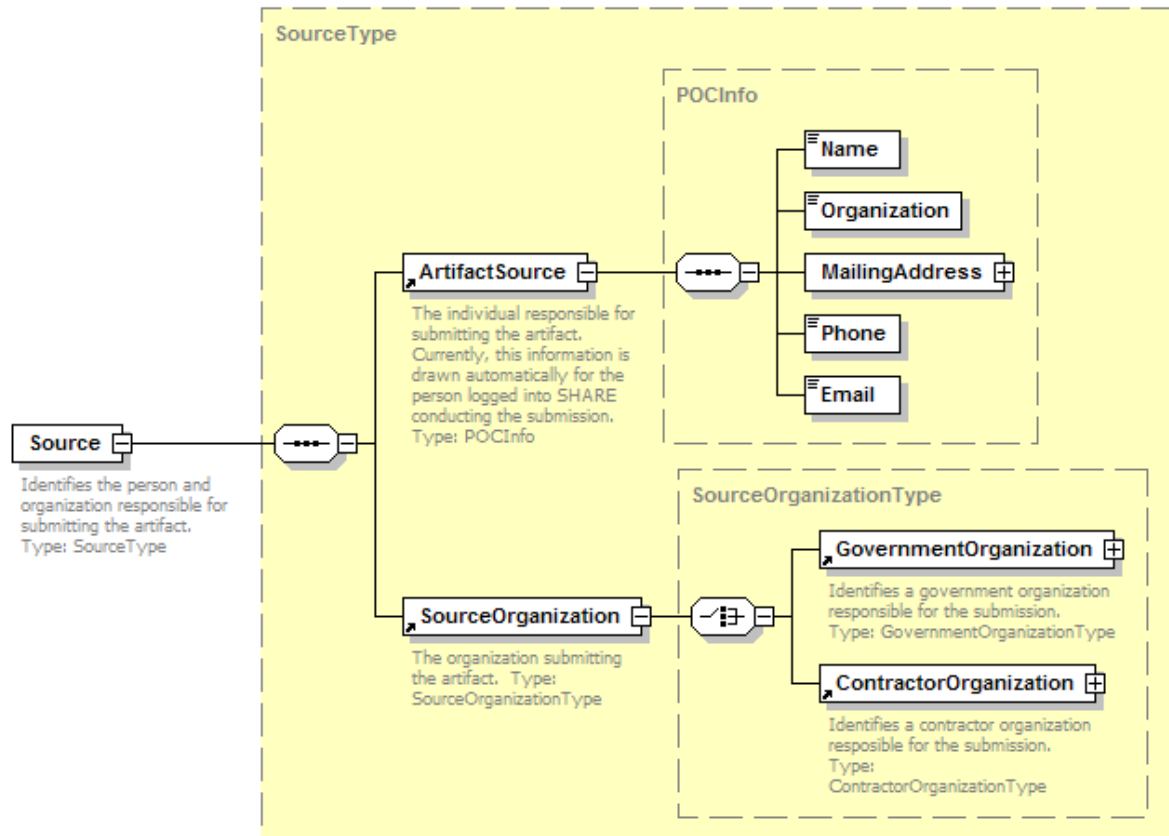 SourceType
POCInfo
Name
Organization
ArtifactSource
MailingAddress
The individual responsible for
submitting the artifact.
Currently, this information is
drawn automatically for the
person logged into SHARE
conducting the submission.
Type: POCInfo
Phone
Email
Source
Identifies the person and
organization responsible for
submitting the artifact.
Type: SourceType
SourceOrganizationType
GovernmentOrganization
Identifies a government organization
responsible for the submission.
Type: GovernmentOrganizationType
SourceOrganization
The organization submitting
the artifact.  Type:
SourceOrganizationType
ContractorOrganization
Identifies a contractor organization
resposible for the submission.
Type:
ContractorOrganizationType